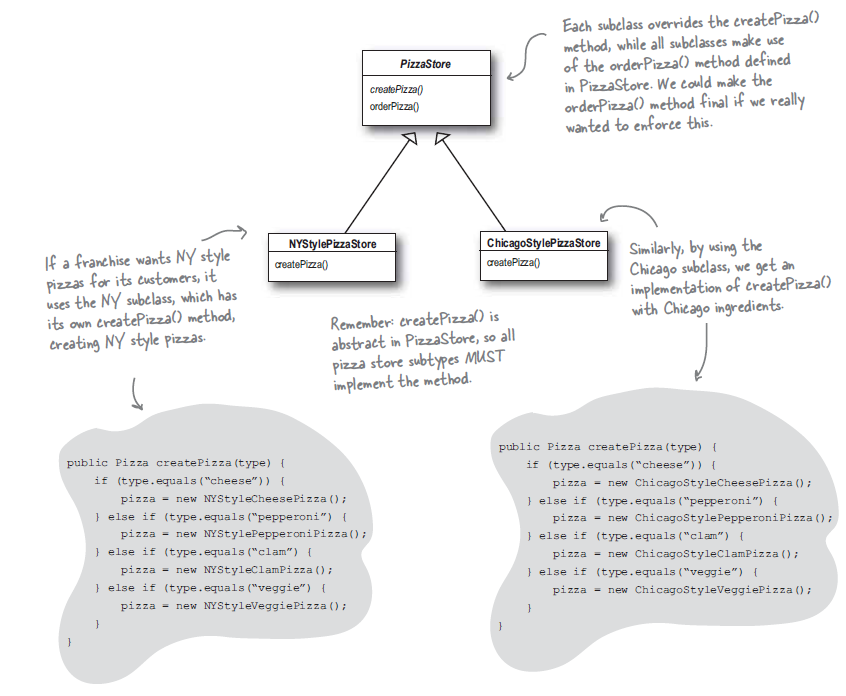 Each subclass overrides the createPizza()
method, while all subclasses make use
of the orderPizza() method defined
in PizzaStore. We could make the
orderPizza() method final if we really
wanted to enforce this.
PizzaStore
createPizza()
orderPizza()
NYStylePizzaStore
createPizza()
ChicagoStylePizzaStore
createPizza()
If a franchise wants NY style
pizzas for its customers, it
uses the NY subclass, which has
its own createPizza() method,
creating NY style pizzas.
Similarly, by using the
Chicago subclass, we get an
implementation of createPizza()
with Chicago ingredients.
Remember: createPizza() is
abstract in PizzaStore, so all
pizza store subtypes MUST
implement the method.
public Pizza createPizza(type) {
if (type.equals(“cheese”)) {
pizza = new NYStyleCheesePizza();
} else if (type.equals(“pepperoni”) {
pizza = new NYStylePepperoniPizza();
} else if (type.equals(“clam”) {
pizza = new NYStyleClamPizza();
} else if (type.equals(“veggie”) {
pizza = new NYStyleVeggiePizza();
}
}
public Pizza createPizza(type) {
if (type.equals(“cheese”)) {
pizza = new ChicagoStyleCheesePizza();
} else if (type.equals(“pepperoni”) {
pizza = new ChicagoStylePepperoniPizza();
} else if (type.equals(“clam”) {
pizza = new ChicagoStyleClamPizza();
} else if (type.equals(“veggie”) {
pizza = new ChicagoStyleVeggiePizza();
}
}